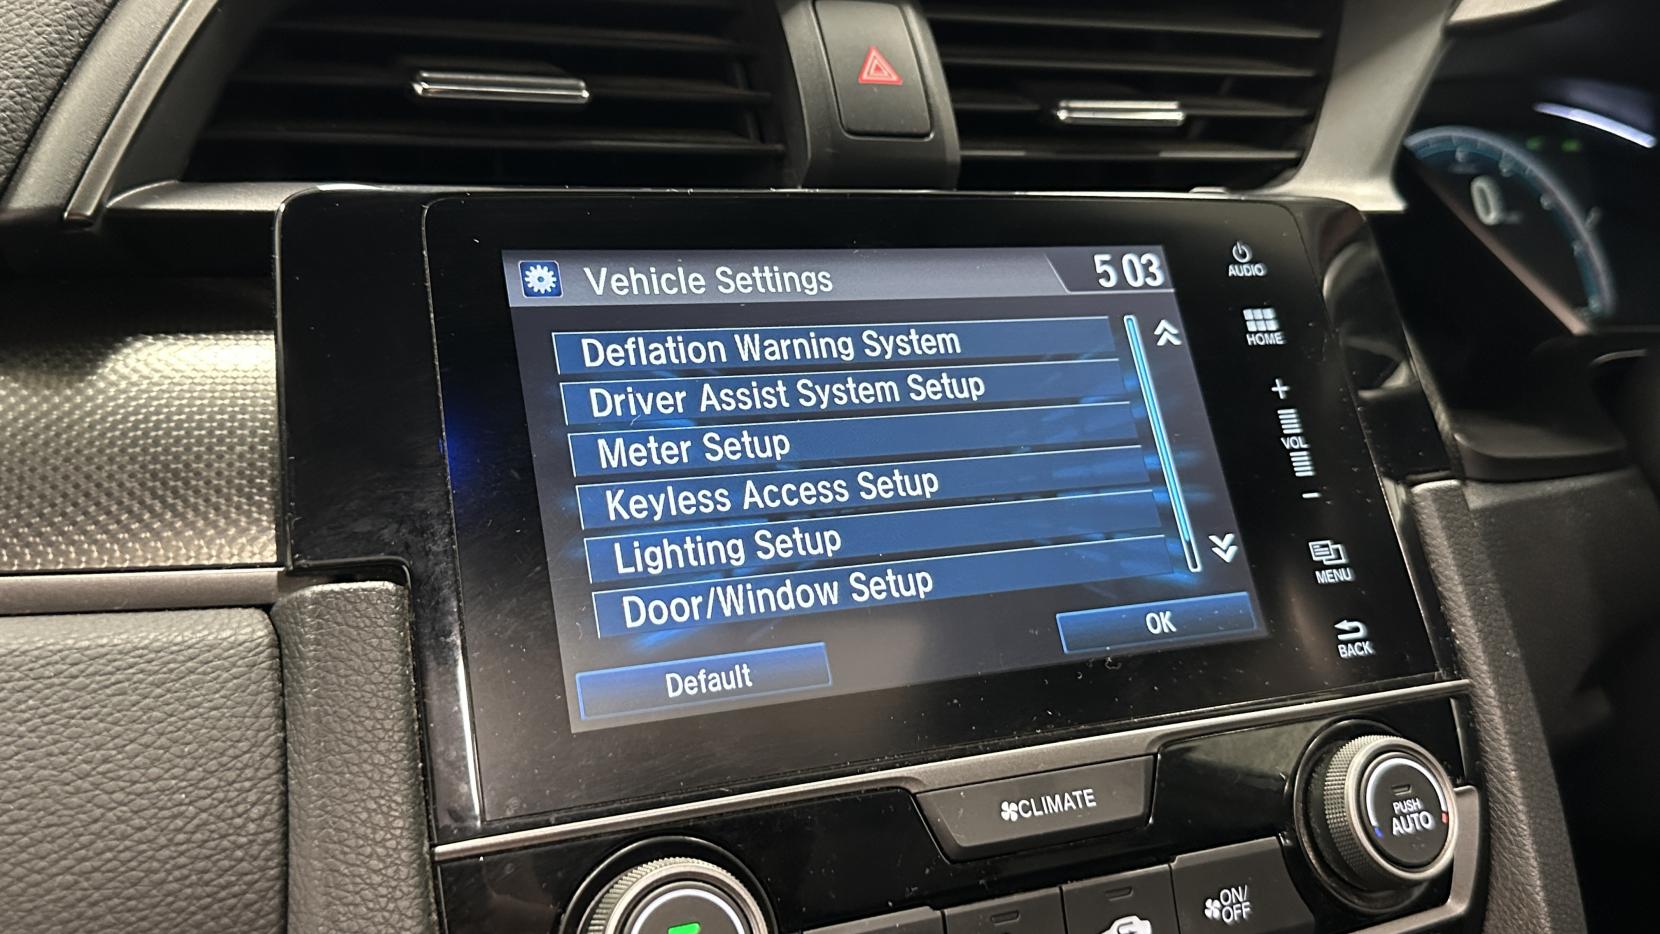 Vehicle Settings
5 03
Deflation Warning System
Driver Assist System Setup
Meter Setup
Keyless Access Setup
Lighting Setup
Door/Window Setup
Default
OK
AUDIO
HOME
+
VOL
-
MENU
BACK
CLIMATE
PUSH
AUTO
ON/
OFF
0